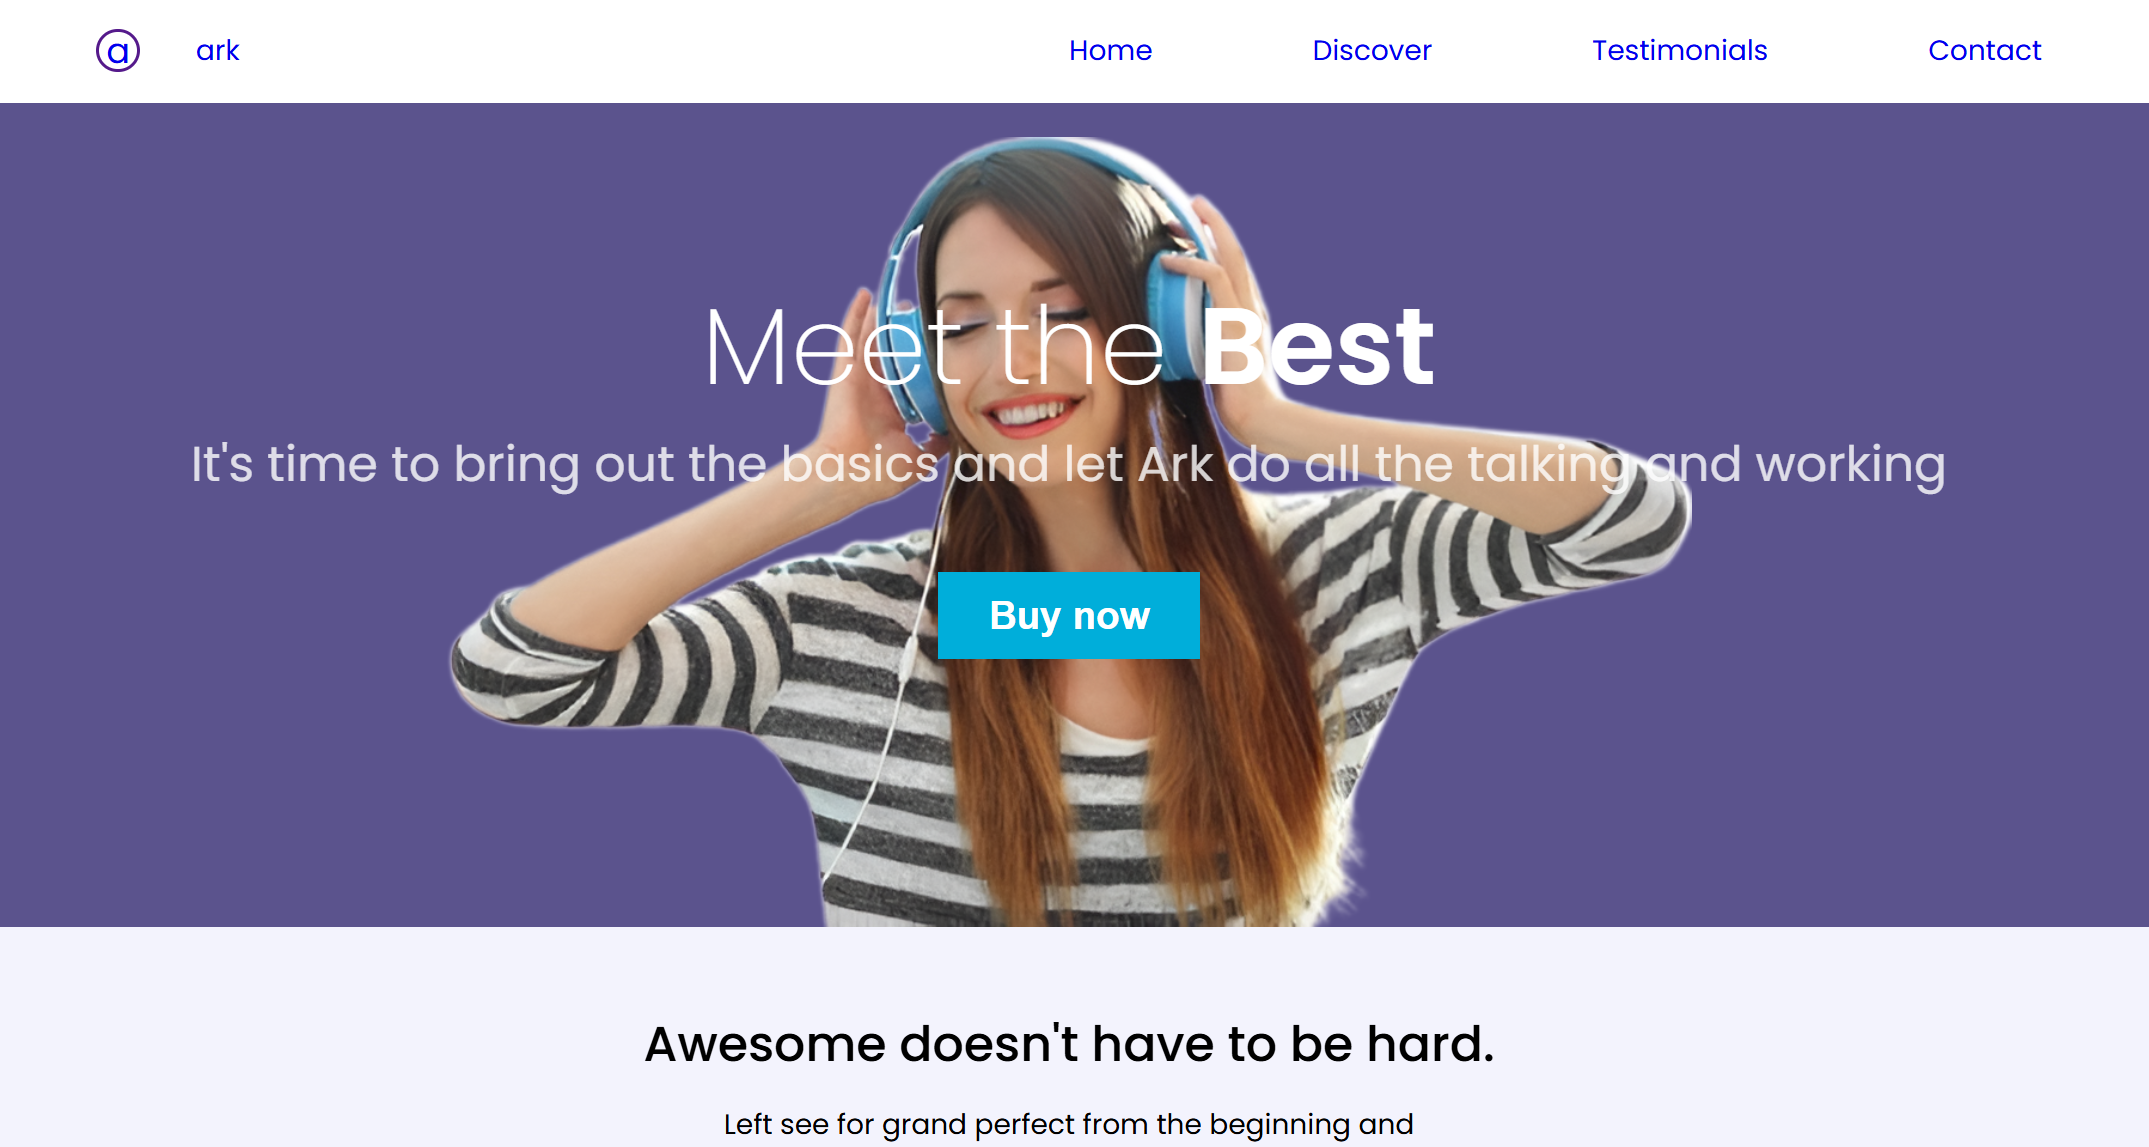 a ark Home Discover Testimonials Contact
Meet the Best
It's time to bring out the basics and let Ark do all the talking and working
Buy now
Awesome doesn't have to be hard.
Left see for grand perfect from the beginning and